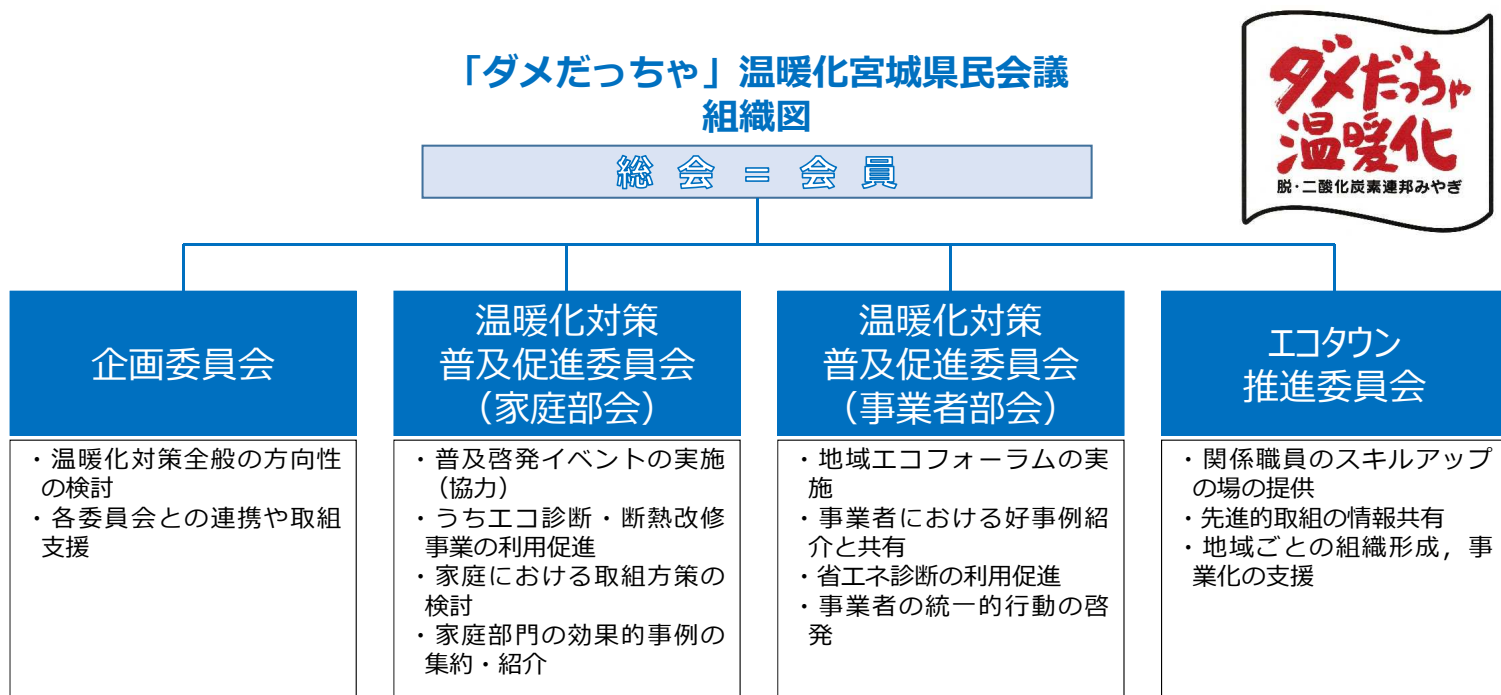 「ダメだっちゃ」温暖化宮城県民会議
組織図
ダメだっちゃ
温暖化
脱・二酸化炭素連邦みやぎ
総 会 = 会 員
企画委員会
・温暖化対策全般の方向性
の検討
・各委員会との連携や取組
支援
温暖化対策
普及促進委員会
（家庭部会）
・普及啓発イベントの実施
（協力）
・うちエコ診断・断熱改修
事業の利用促進
・家庭における取組方策の
検討
・家庭部門の効果的事例の
集約・紹介
温暖化対策
普及促進委員会
（事業者部会）
・地域エコフォーラムの実
施
・事業者における好事例紹
介と共有
・省エネ診断の利用促進
・事業者の統一的行動の啓
発
エコタウン
推進委員会
・関係職員のスキルアップ
の場の提供
・先進的取組の情報共有
・地域ごとの組織形成，事
業化の支援